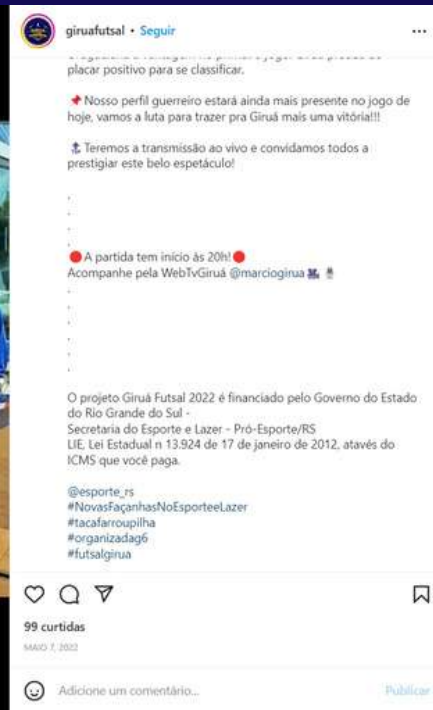 giruafutsal • Seguir
placar positivo para se classificar.
Nosso perfil guerreiro estará ainda mais presente no jogo de
hoje, vamos a luta para trazer pra Giruá mais uma vitória!!!
Teremos a transmissão ao vivo e convidamos todos a
prestigiar este belo espetáculo!
.
.
.
.
A partida tem início às 20h!
Acompanhe pela WebTvGiruá @marciogirua
.
.
.
.
.
.
O projeto Giruá Futsal 2022 é financiado pelo Governo do Estado
do Rio Grande do Sul -
Secretaria do Esporte e Lazer - Pró-Esporte/RS
LIE, Lei Estadual n 13.924 de 17 de janeiro de 2012, atavés do
ICMS que você paga.
@esporte_rs
#NovasFaçanhasNoEsporteeLazer
#tacafarroupilha
#organizadag6
#futsalgirua
99 curtidas
MAIO 7, 2022
Adicione um comentário...
Publicar